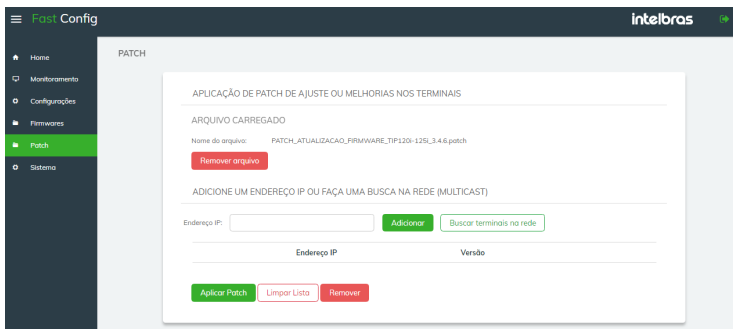 Fast Config
intelbras
Home
Monitoramento
Configurações
Firmwares
Patch
Sistema
PATCH
APLICAÇÃO DE PATCH DE AJUSTE OU MELHORIAS NOS TERMINAIS
ARQUIVO CARREGADO
Nome do arquivo: PATCH_ATUALIZACAO_FIRMWARE_TIP120i-125i_3.4.6.patch
Remover arquivo
ADICIONE UM ENDEREÇO IP OU FAÇA UMA BUSCA NA REDE (MULTICAST)
Endereço IP: Adicionar Buscar terminais na rede
Endereço IP Versão
Aplicar Patch Limpar Lista Remover